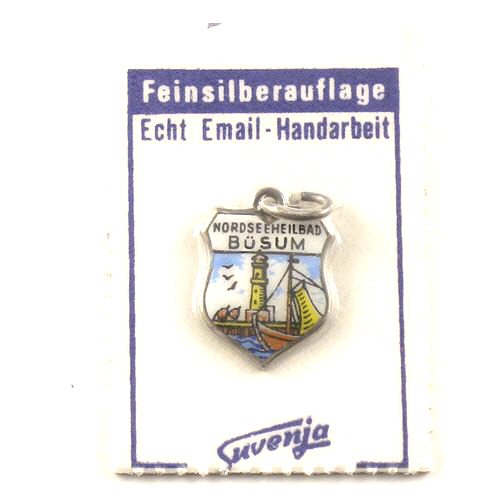 Feinsilberauflage
Echt Email-Handarbeit
NORDSEEHEILBAD
BÜSUM
Suvenja